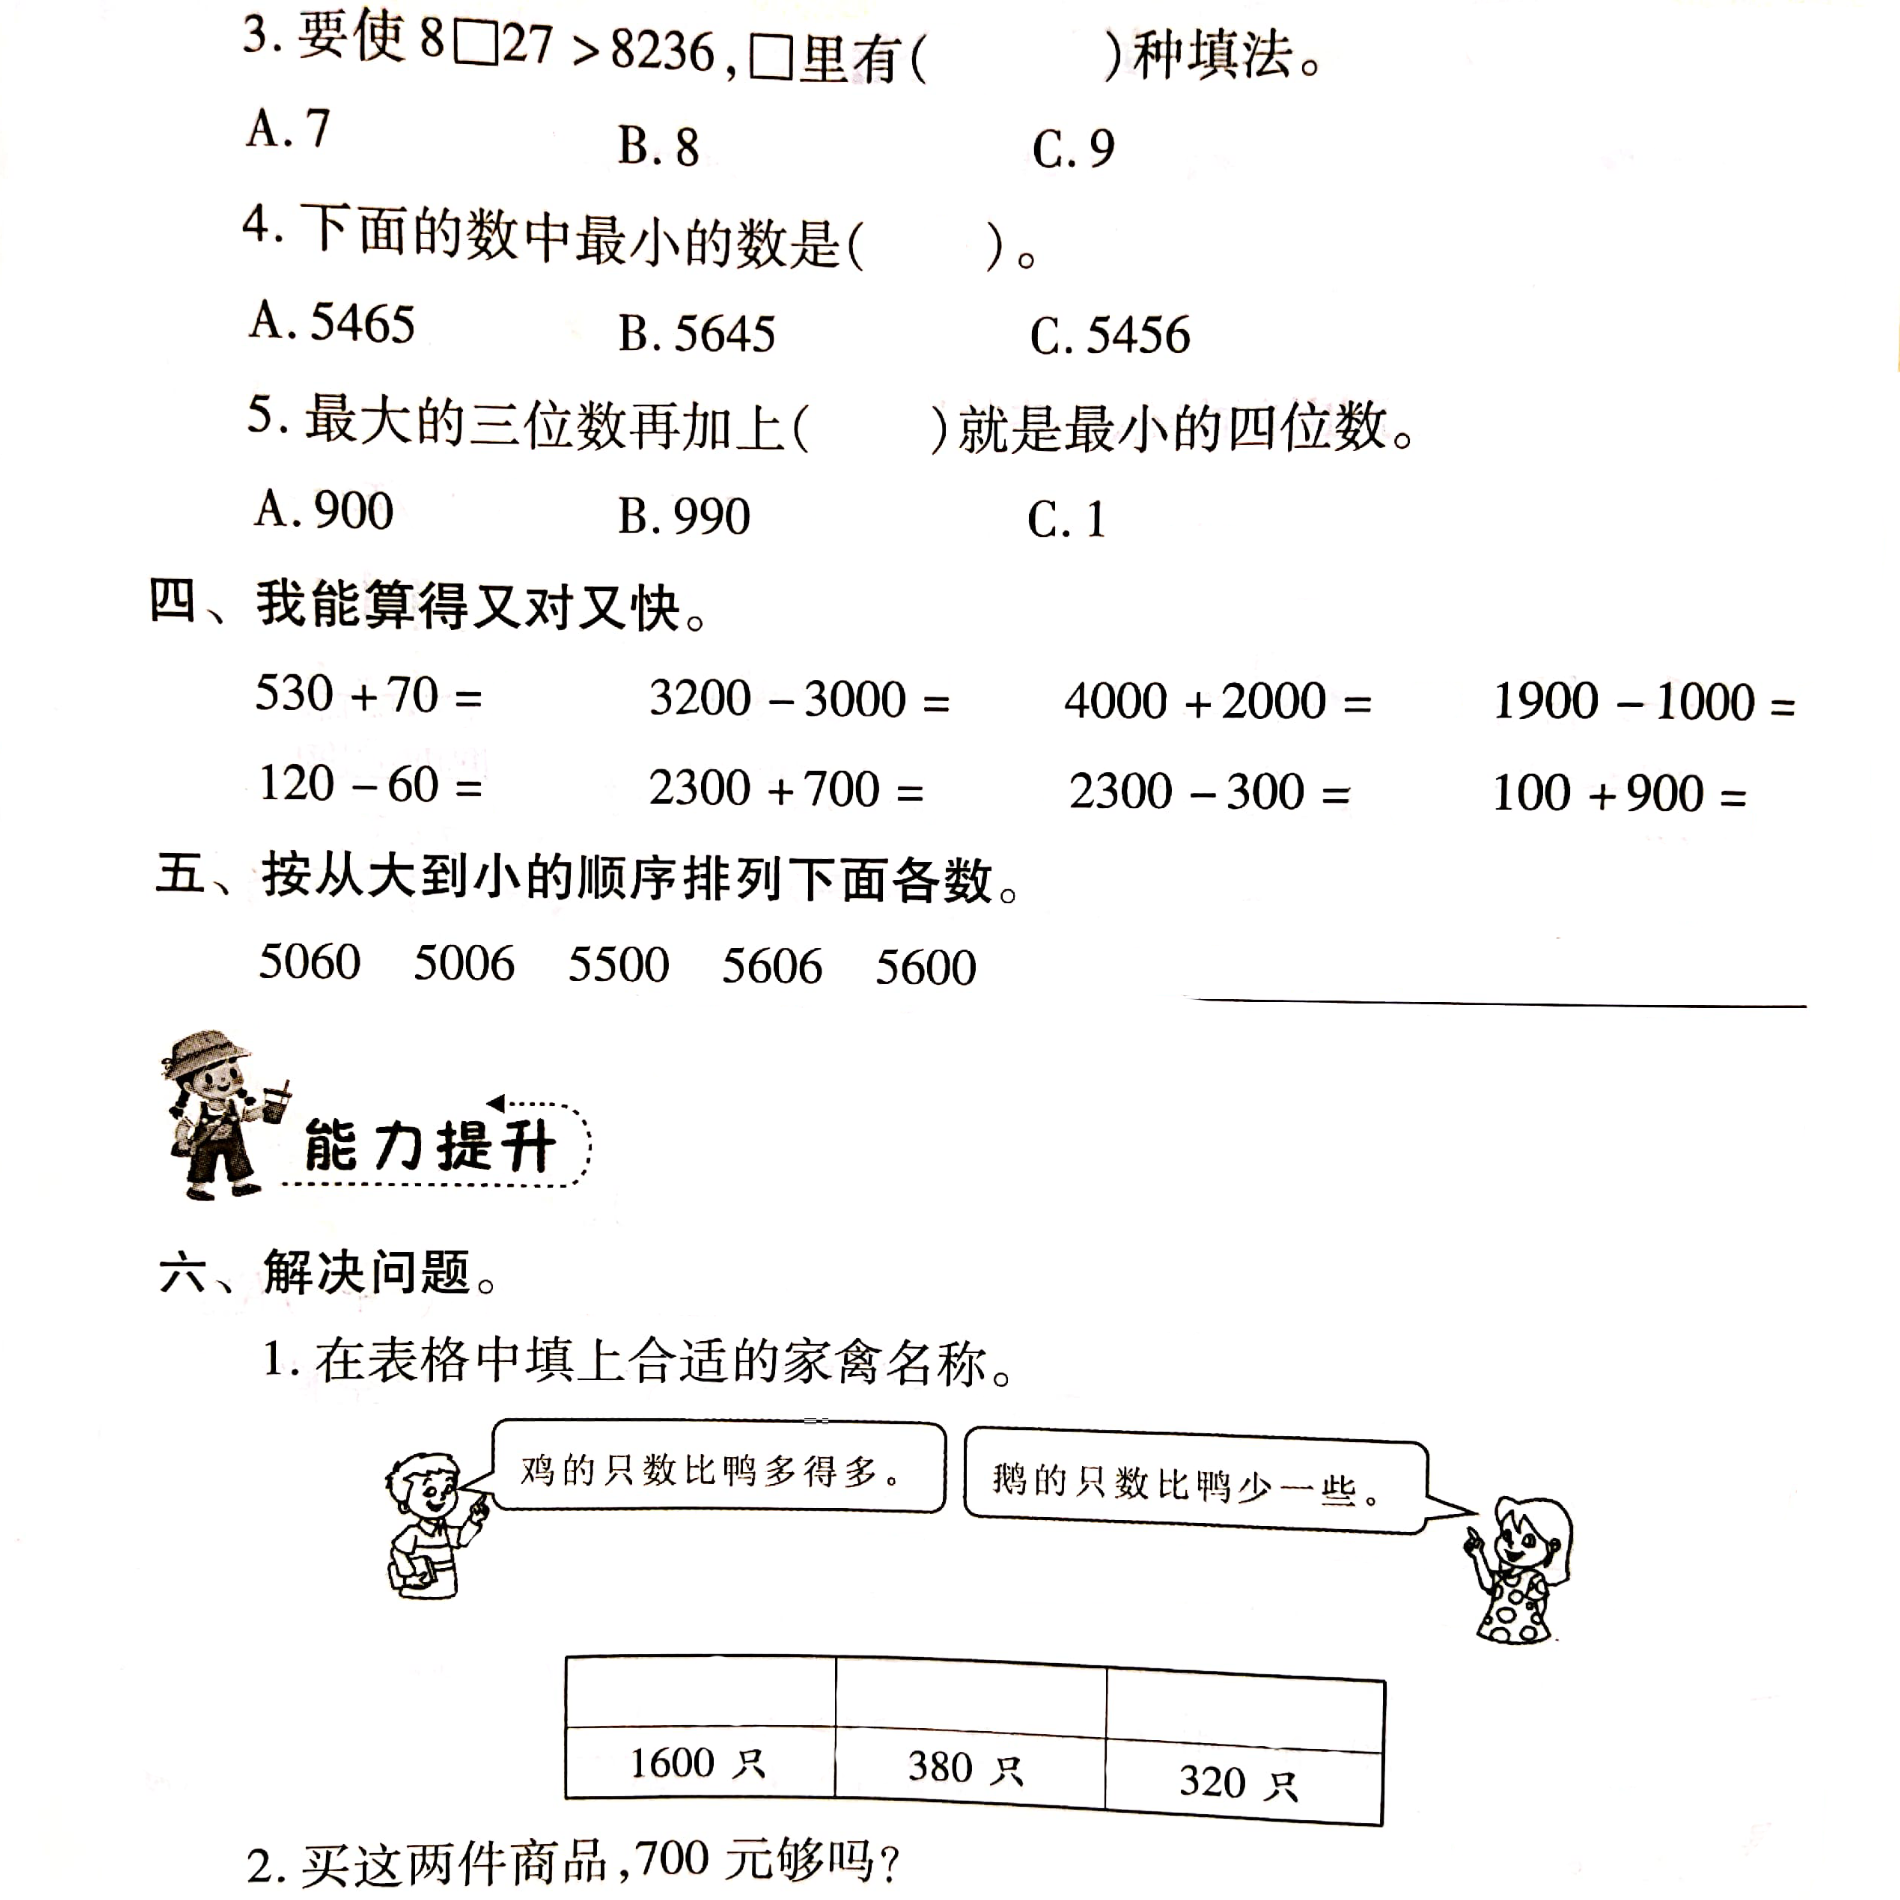 3. 要使 8□27 > 8236,□里有(　　)种填法。
A. 7　B. 8　C. 9
4. 下面的数中最小的数是(　　)。
A. 5465　B. 5645　C. 5456
5. 最大的三位数再加上(　　)就是最小的四位数。
A. 900　B. 990　C. 1
四、我能算得又对又快。
530 + 70 =　3200 - 3000 =　4000 + 2000 =　1900 - 1000 =
120 - 60 =　2300 + 700 =　2300 - 300 =　100 + 900 =
五、按从大到小的顺序排列下面各数。
5060　5006　5500　5606　5600
能力提升
六、解决问题。
1. 在表格中填上合适的家禽名称。
鸡的只数比鸭多得多。
鹅的只数比鸭少一些。
1600 只　380 只　320 只
2. 买这两件商品,700 元够吗?